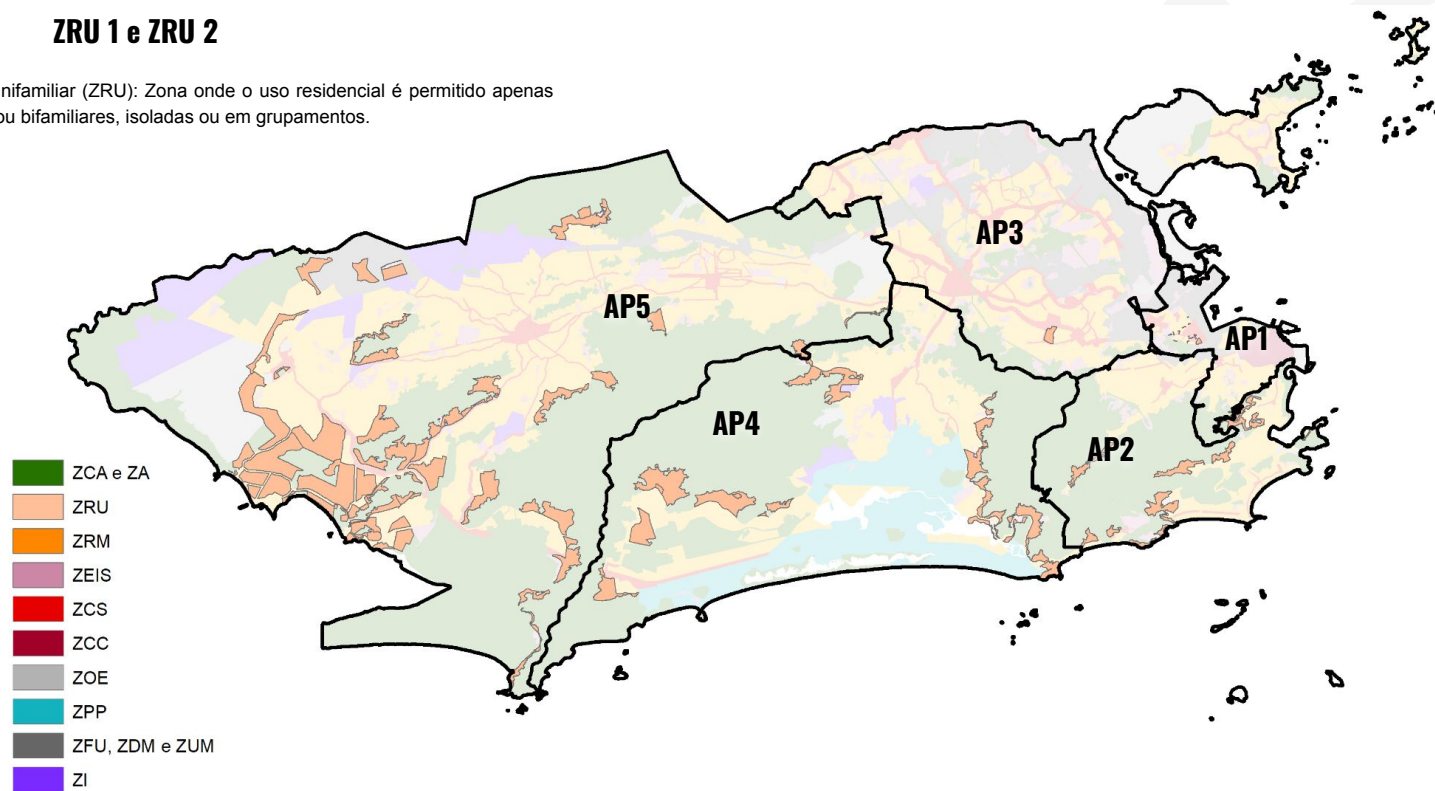 ZRU 1 e ZRU 2
nifamiliar (ZRU): Zona onde o uso residencial é permitido apenas
ou bifamiliares, isoladas ou em grupamentos.
AP3
AP5
AP1
AP4
AP2
ZCA e ZA
ZRU
ZRM
ZEIS
ZCS
ZCC
ZOE
ZPP
ZFU, ZDM e ZUM
ZI